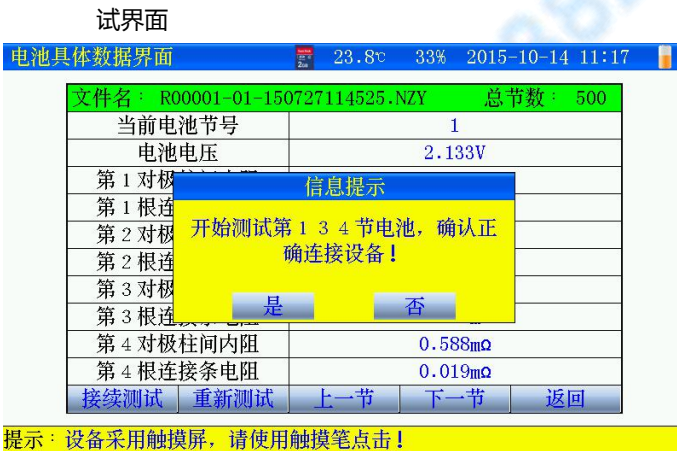 试界面
电池具体数据界面 23.8℃ 33% 2015-10-14 11:17
文件名: R00001-01-150727114525.NZY 总节数: 500
当前电池节号 1
电池电压 2.133V
第1对极
信息提示
第1根连
开始测试第134节电池，确认正
第2对极
确连接设备！
第2根连
第3对极
是 否
第3根连
第4对极柱间内阻 0.588mΩ
第4根连接条电阻 0.019mΩ
接续测试 重新测试 上一节 下一节 返回
提示：设备采用触摸屏，请使用触摸笔点击！